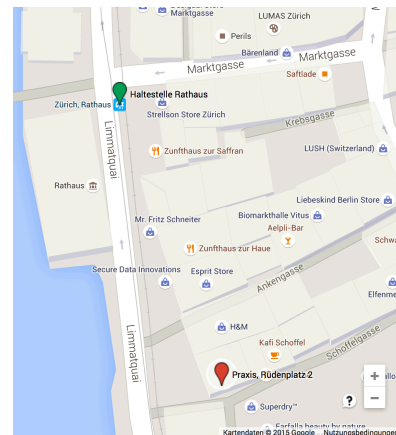 Marktgasse
LUMAS Zürich
Perils
Bärenland
Marktgasse
Marktgasse
Saftlade
Haltestelle Rathaus
Zürich, Rathaus
Strellson Store Zürich
Krebsgasse
Limmatquai
Zunfthaus zur Saffran
LUSH (Switzerland)
Rathaus
Liebeskind Berlin Store
Mr. Fritz Schneiter
Biomarkthalle Vitus
Aelpli-Bar
Zunfthaus zur Haue
Secure Data Innovations
Esprit Store
Ankengasse
H&M
Limmatquai
Kafi Schoffel
Schoffelgasse
Praxis, Rüdenplatz 2
+
?
−
Superdry™
Farfalla beauty by nature
Kartendaten © 2015 Google
Nutzungsbedingungen